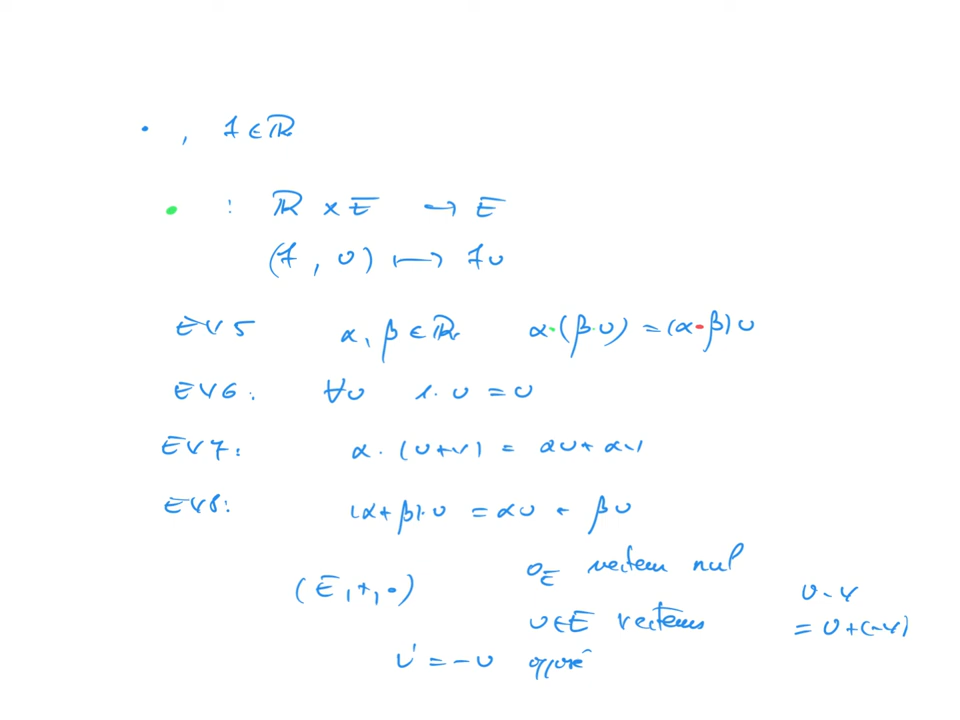 • , λ ∈ ℝ
• : ℝ × E → E
(λ, u) ⟼ λu
EV5 α, β ∈ ℝ α·(β·u) = (α·β)u
EV6: ∀u 1·u = u
EV7: α·(u+v) = αu + αv
EV8: (α+β)·u = αu + βu
(E, +, •) 0_E vecteur nul
u∈E vecteurs
u-v
= u+(-v)
u' = -u opposé